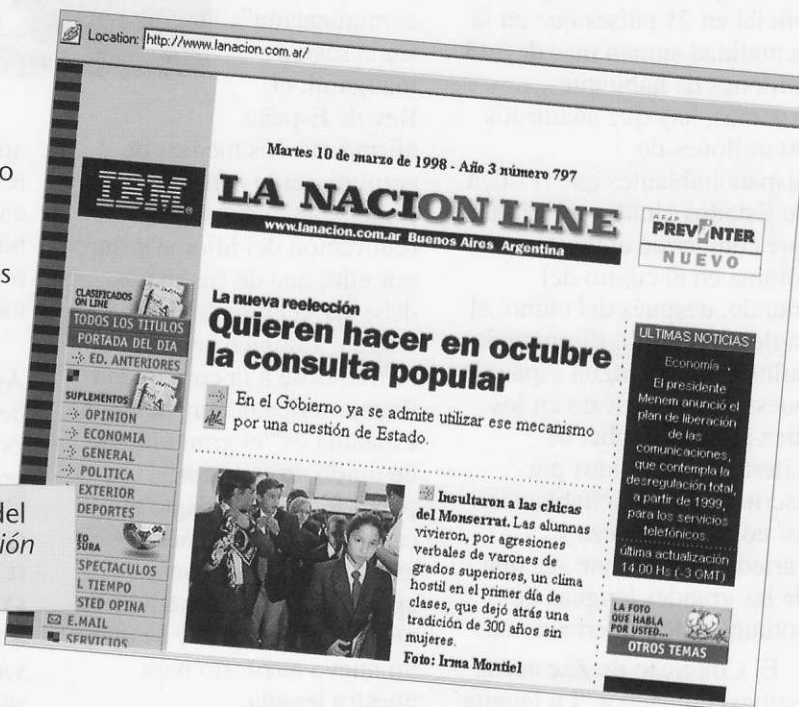 Location: http://www.lanacion.com.ar/
Martes 10 de marzo de 1998 - Año 3 número 797
IBM®
LA NACION LINE
www.lanacion.com.ar Buenos Aires Argentina
PREVINTER
NUEVO
CLASIFICADOS
ON LINE
TODOS LOS TITULOS
PORTADA DEL DIA
ED. ANTERIORES
SUPLEMENTOS
OPINION
ECONOMIA
GENERAL
POLITICA
EXTERIOR
DEPORTES
SPECTACULOS
L TIEMPO
STED OPINA
E.MAIL
SERVICIOS
La nueva reelección
Quieren hacer en octubre
la consulta popular
En el Gobierno ya se admite utilizar ese mecanismo
por una cuestión de Estado.
Insultaron a las chicas
del Monserrat. Las alumnas
vivieron, por agresiones
verbales de varones de
grados superiores, un clima
hostil en el primer día de
clases, que dejó atrás una
tradición de 300 años sin
mujeres.
Foto: Irma Montiel
ULTIMAS NOTICIAS
Economía
El presidente
Menem anunció el
plan de liberación
de las
comunicaciones,
que contempla la
desregulación total,
a partir de 1999,
para los servicios
telefónicos.
última actualización
14.00 Hs (-3 GMT)
LA FOTO
QUE HABLA
POR USTED...
OTROS TEMAS
o
s
del
ión